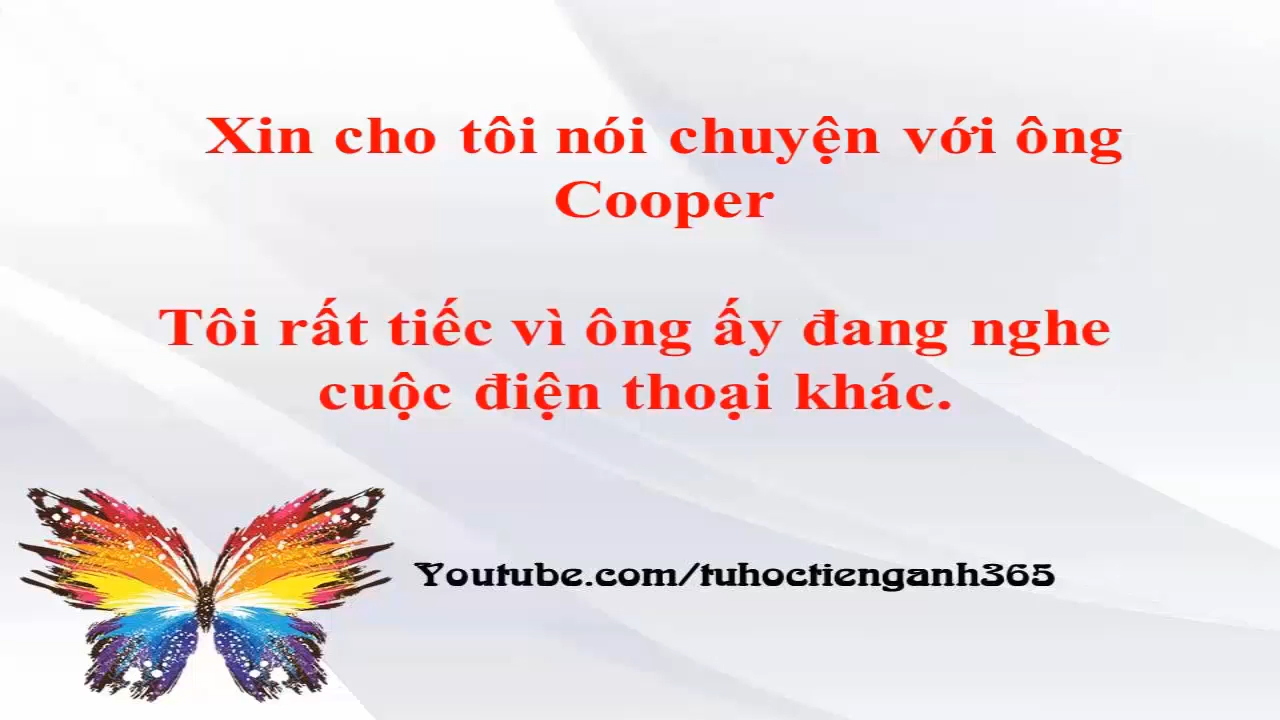 Xin cho tôi nói chuyện với ông
Cooper
Tôi rất tiếc vì ông ấy đang nghe
cuộc điện thoại khác.
Youtube.com/tuhoctienganh365